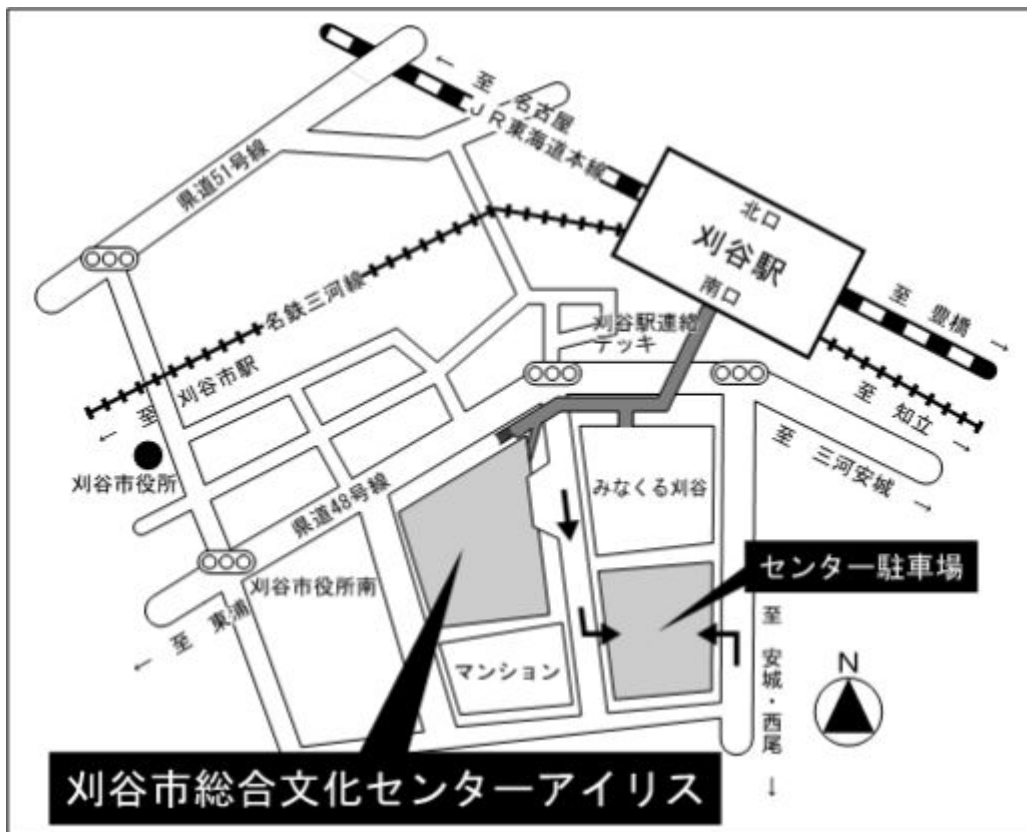 ← 至 名古屋
JR東海道本線
県道51号線
北口
刈谷駅
南口
至 豊橋 →
名鉄三河線
刈谷駅連絡
デッキ
← 至 刈谷市駅
至 知立 →
至 三河安城 →
刈谷市役所
みなくる刈谷
県道48号線
センター駐車場
刈谷市役所南
← 至 東浦
マンション
至 安城・西尾 →
N
刈谷市総合文化センターアイリス